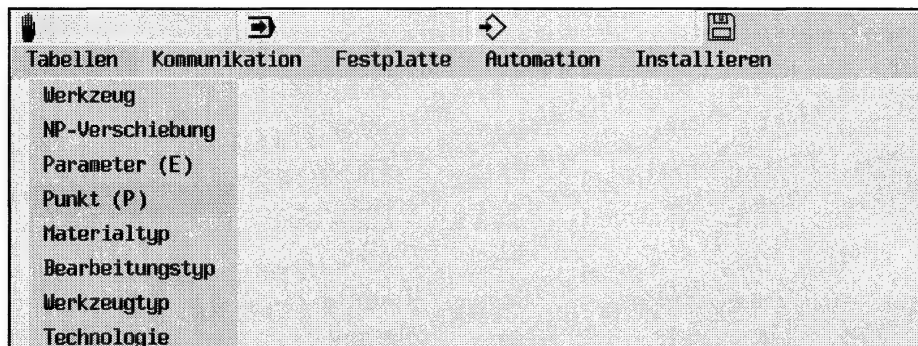 Tabellen Kommunikation Festplatte Automation Installieren
Werkzeug
NP-Verschiebung
Parameter (E)
Punkt (P)
Materialtyp
Bearbeitungstyp
Werkzeugtyp
Technologie